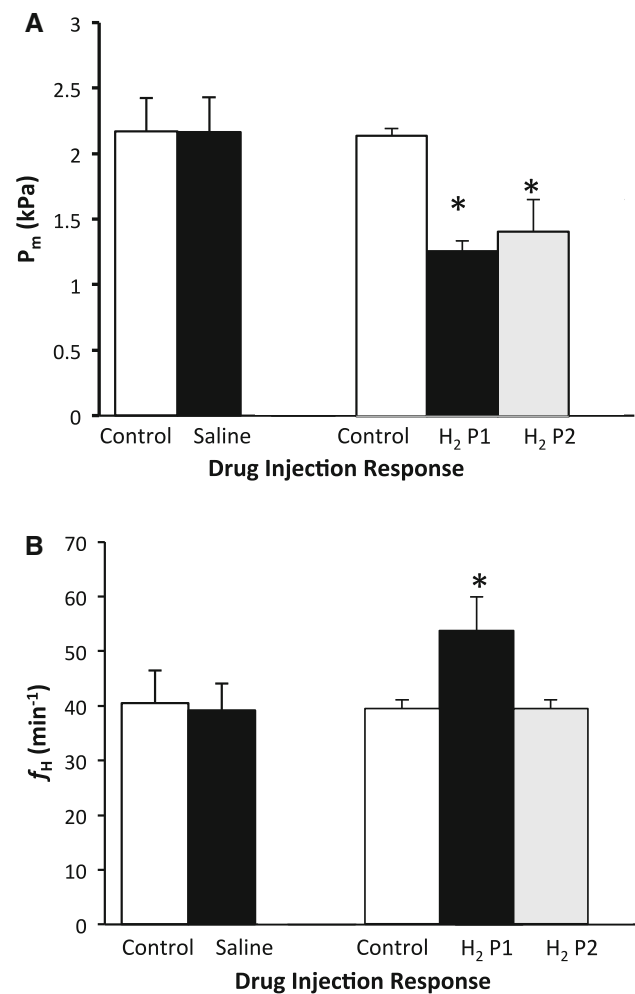 A
3
2.5
2
1.5
1
0.5
0
Pm (kPa)
* *
Control Saline Control H2 P1 H2 P2
Drug Injection Response
B
70
60
50
40
30
20
10
0
fH (min-1)
*
Control Saline Control H2 P1 H2 P2
Drug Injection Response